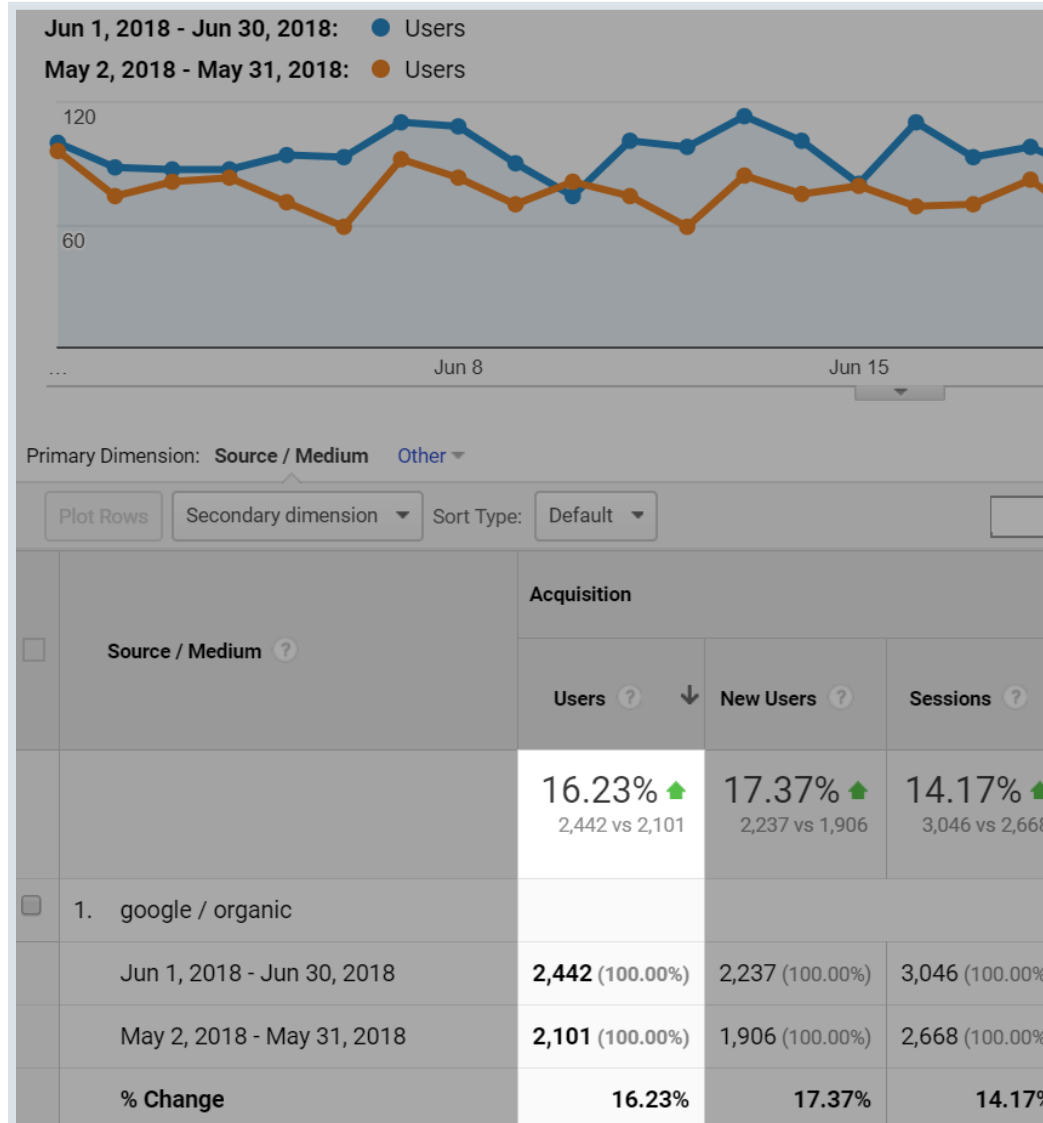 Jun 1, 2018 - Jun 30, 2018: Users
May 2, 2018 - May 31, 2018: Users
120
60
... Jun 8 Jun 15
Primary Dimension: Source / Medium Other
Plot Rows Secondary dimension Sort Type: Default
Acquisition
Source / Medium ?
Users ? New Users ? Sessions ?
16.23% 17.37% 14.17%
2,442 vs 2,101 2,237 vs 1,906 3,046 vs 2,668
1. google / organic
Jun 1, 2018 - Jun 30, 2018 2,442 (100.00%) 2,237 (100.00%) 3,046 (100.00%
May 2, 2018 - May 31, 2018 2,101 (100.00%) 1,906 (100.00%) 2,668 (100.00%
% Change 16.23% 17.37% 14.17%